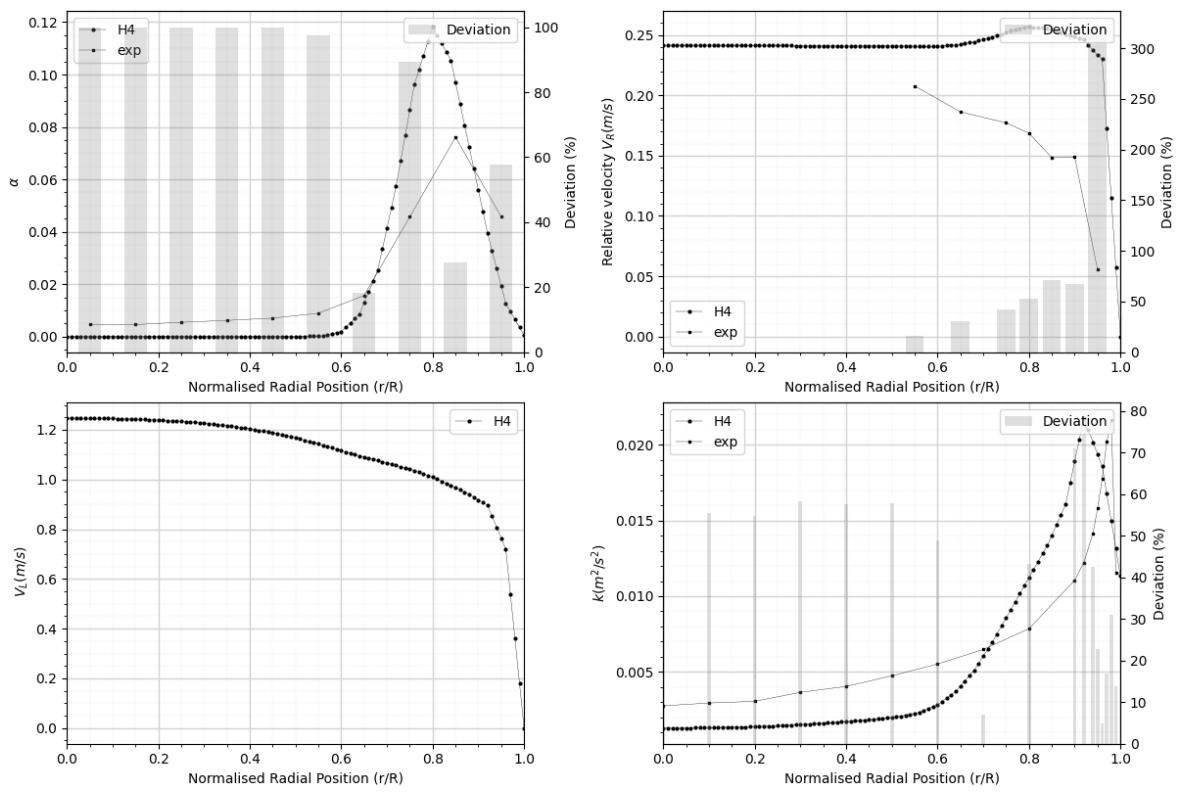 H4
exp
Deviation
0.12
0.10
0.08
0.06
0.04
0.02
0.00
α
100
80
60
40
20
0
Deviation (%)
0.0 0.2 0.4 0.6 0.8 1.0
Normalised Radial Position (r/R)
Deviation
0.25
0.20
0.15
0.10
0.05
0.00
Relative velocity V_R(m/s)
H4
exp
300
250
200
150
100
50
0
Deviation (%)
0.0 0.2 0.4 0.6 0.8 1.0
Normalised Radial Position (r/R)
H4
1.2
1.0
0.8
0.6
0.4
0.2
0.0
V_L(m/s)
0.0 0.2 0.4 0.6 0.8 1.0
Normalised Radial Position (r/R)
H4
exp
Deviation
0.020
0.015
0.010
0.005
k(m²/s²)
80
70
60
50
40
30
20
10
0
Deviation (%)
0.0 0.2 0.4 0.6 0.8 1.0
Normalised Radial Position (r/R)